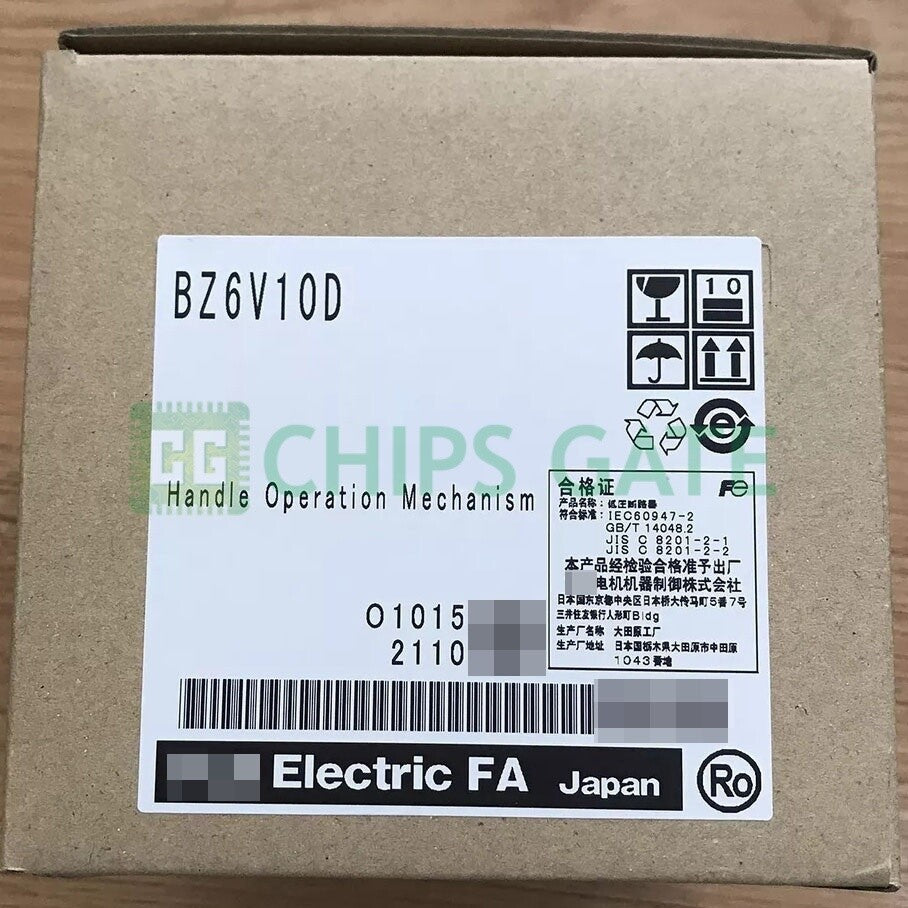 BZ6V10D
10
CG CHIPS GATE
Handle Operation Mechanism
合格证
FC
产品名称：低压断路器
符合标准：IEC60947-2
GB/T 14048.2
JIS C 8201-2-1
JIS C 8201-2-2
本产品经检验合格准予出厂
电机机器制御株式会社
日本国东京都中央区日本桥大传马町5番7号
三井住友银行人形町Bldg
生产厂名称 大田原工厂
生产厂地址 日本国栃木県大田原市中田原
1043番地
O1015
2110
Electric FA Japan
Ro